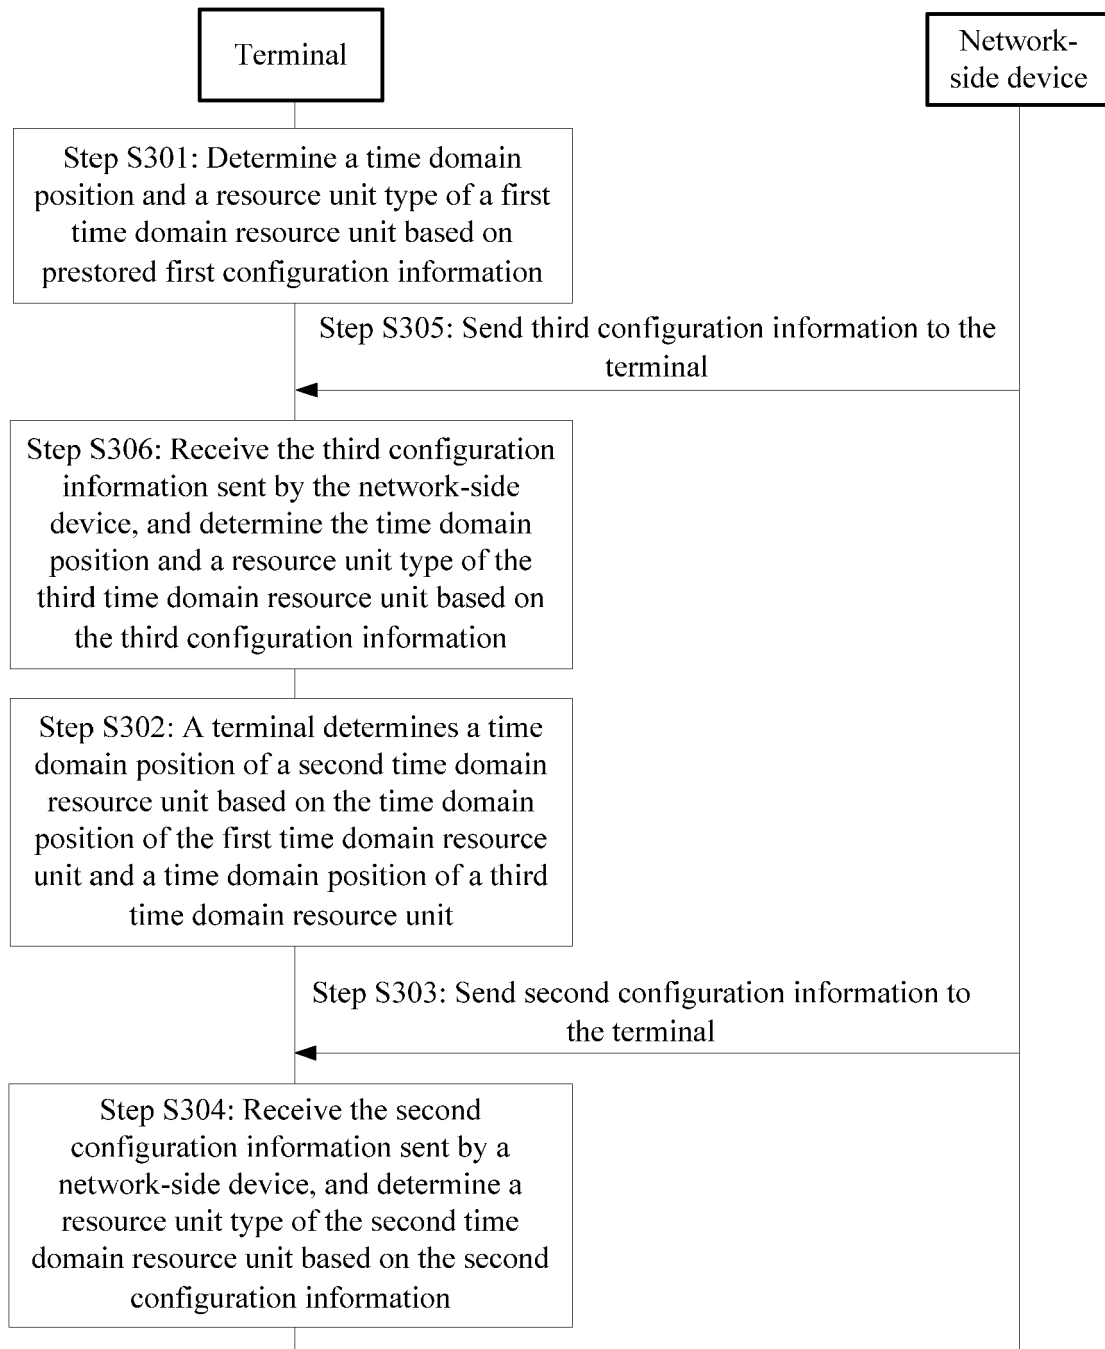 Terminal
Network-
side device
Step S301: Determine a time domain
position and a resource unit type of a first
time domain resource unit based on
prestored first configuration information
Step S305: Send third configuration information to the
terminal
Step S306: Receive the third configuration
information sent by the network-side
device, and determine the time domain
position and a resource unit type of the
third time domain resource unit based on
the third configuration information
Step S302: A terminal determines a time
domain position of a second time domain
resource unit based on the time domain
position of the first time domain resource
unit and a time domain position of a third
time domain resource unit
Step S303: Send second configuration information to
the terminal
Step S304: Receive the second
configuration information sent by a
network-side device, and determine a
resource unit type of the second time
domain resource unit based on the second
configuration information